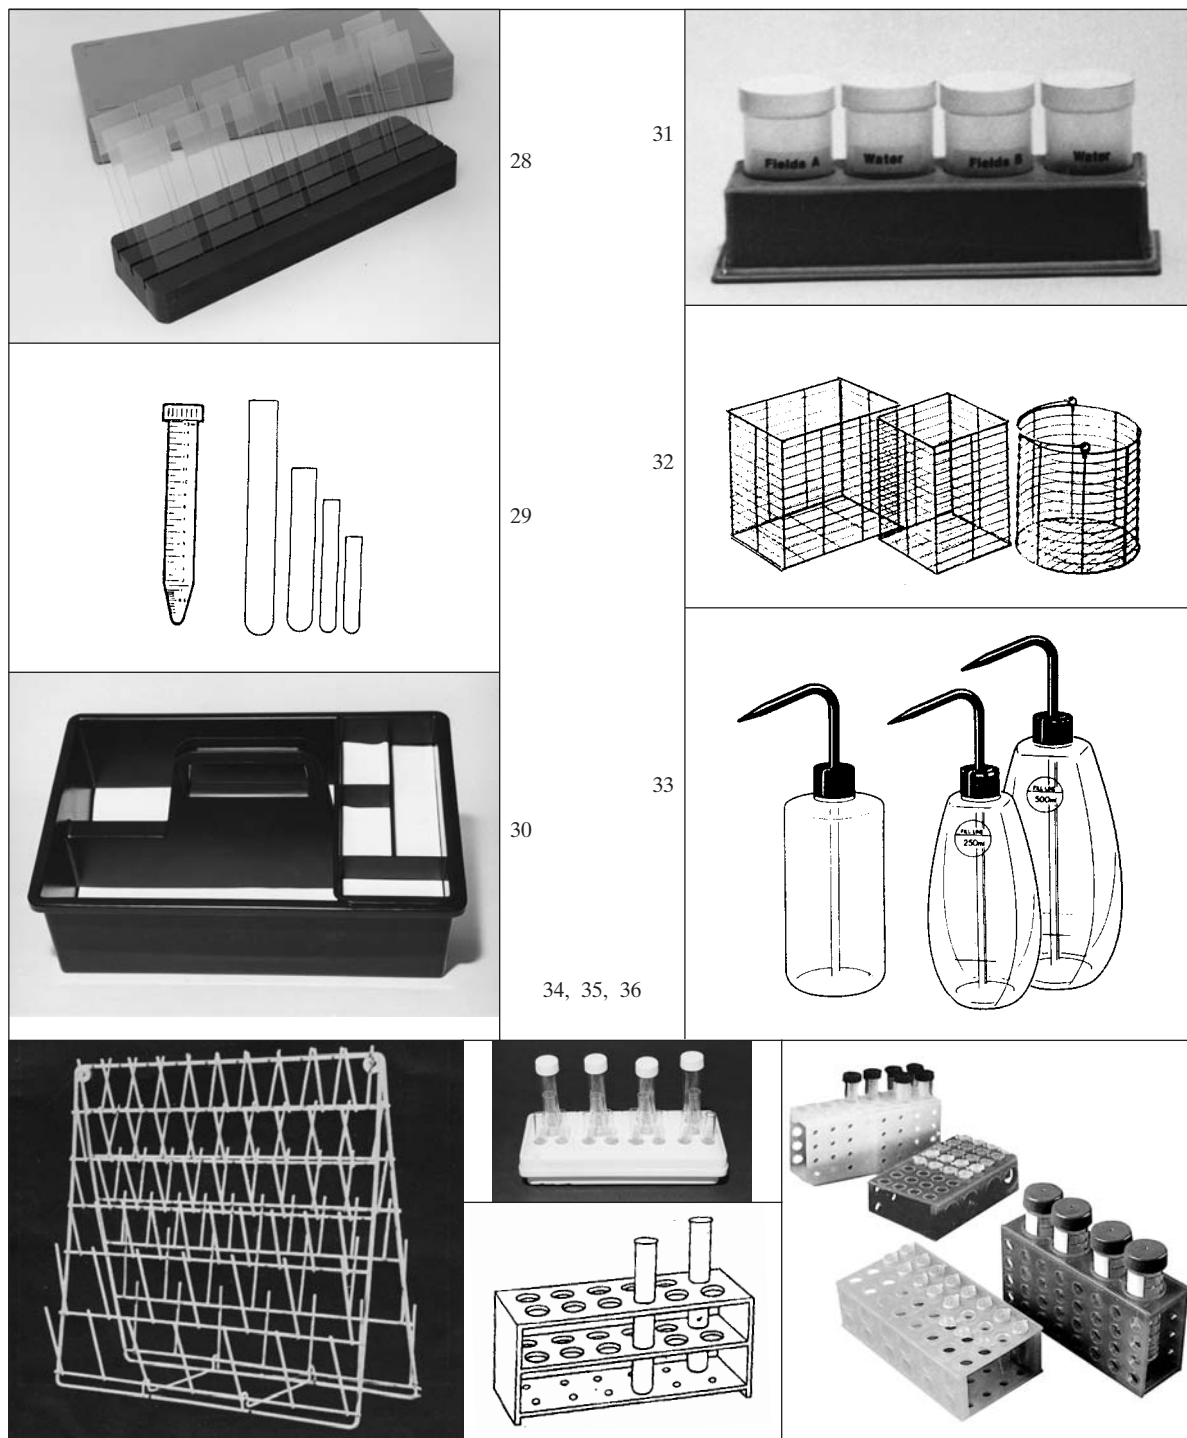 28
31
Fields A
Water
Fields B
Water
29
32
30
33
FILL LINE
500ml
FILL LINE
250ml
34, 35, 36